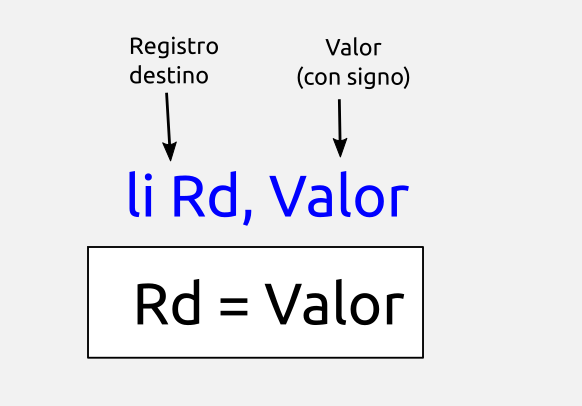 Registro
destino
Valor
(con signo)
li Rd, Valor
Rd = Valor